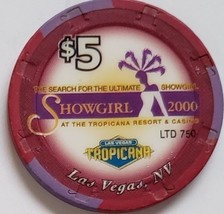 $5
THE SEARCH FOR THE ULTIMATE SHOWGIRL
SHOWGIRL 2000
AT THE TROPICANA RESORT & CASINO
LTD 750
LAS VEGAS
TROPICANA
Las Vegas, NV